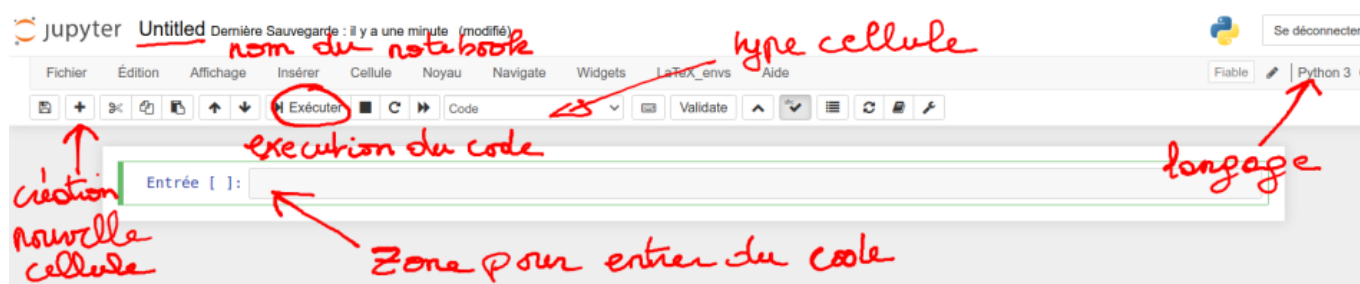 jupyter Untitled Dernière Sauvegarde : il y a une minute (modifié)
Se déconnecter
nom du notebook
type cellule
Fichier Édition Affichage Insérer Cellule Noyau Navigate Widgets LaTeX_envs Aide
Fiable Python 3
Exécuter Code Validate
execution du code
langage
Entrée [ ]:
création
nouvelle
cellule
Zone pour entrer du code